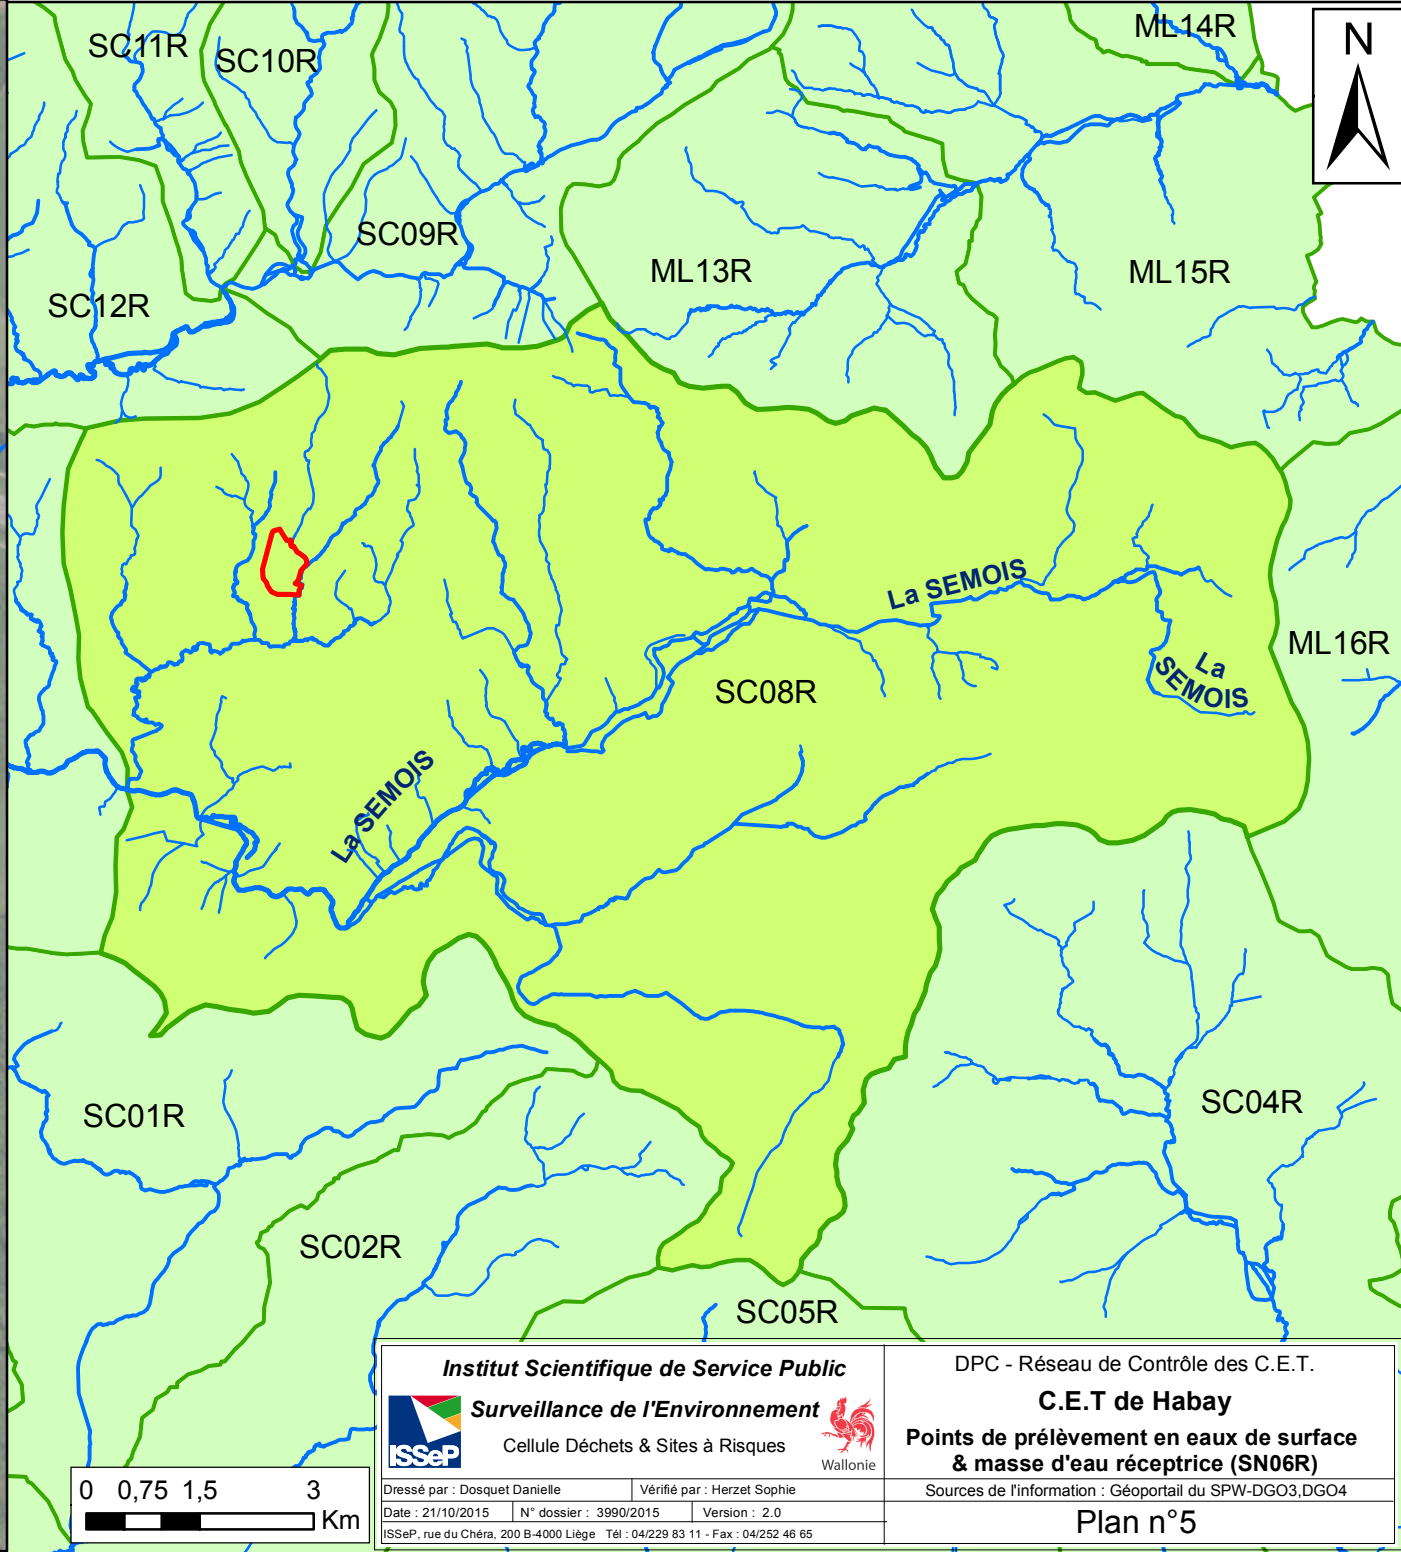 ML14R
SC11R
SC10R
N
SC09R
ML13R
ML15R
SC12R
La SEMOIS
ML16R
La
SEMOIS
SC08R
La SEMOIS
SC04R
SC01R
SC02R
SC05R
Institut Scientifique de Service Public
Surveillance de l'Environnement
Cellule Déchets & Sites à Risques
ISSeP
Wallonie
DPC - Réseau de Contrôle des C.E.T.
C.E.T de Habay
Points de prélèvement en eaux de surface
& masse d'eau réceptrice (SN06R)
Dressé par : Dosquet Danielle
Vérifié par : Herzet Sophie
Sources de l'information : Géoportail du SPW-DGO3,DGO4
Date : 21/10/2015
N° dossier : 3990/2015
Version : 2.0
ISSeP, rue du Chéra, 200 B-4000 Liège Tél : 04/229 83 11 - Fax : 04/252 46 65
Plan n°5
0 0,75 1,5 3
Km